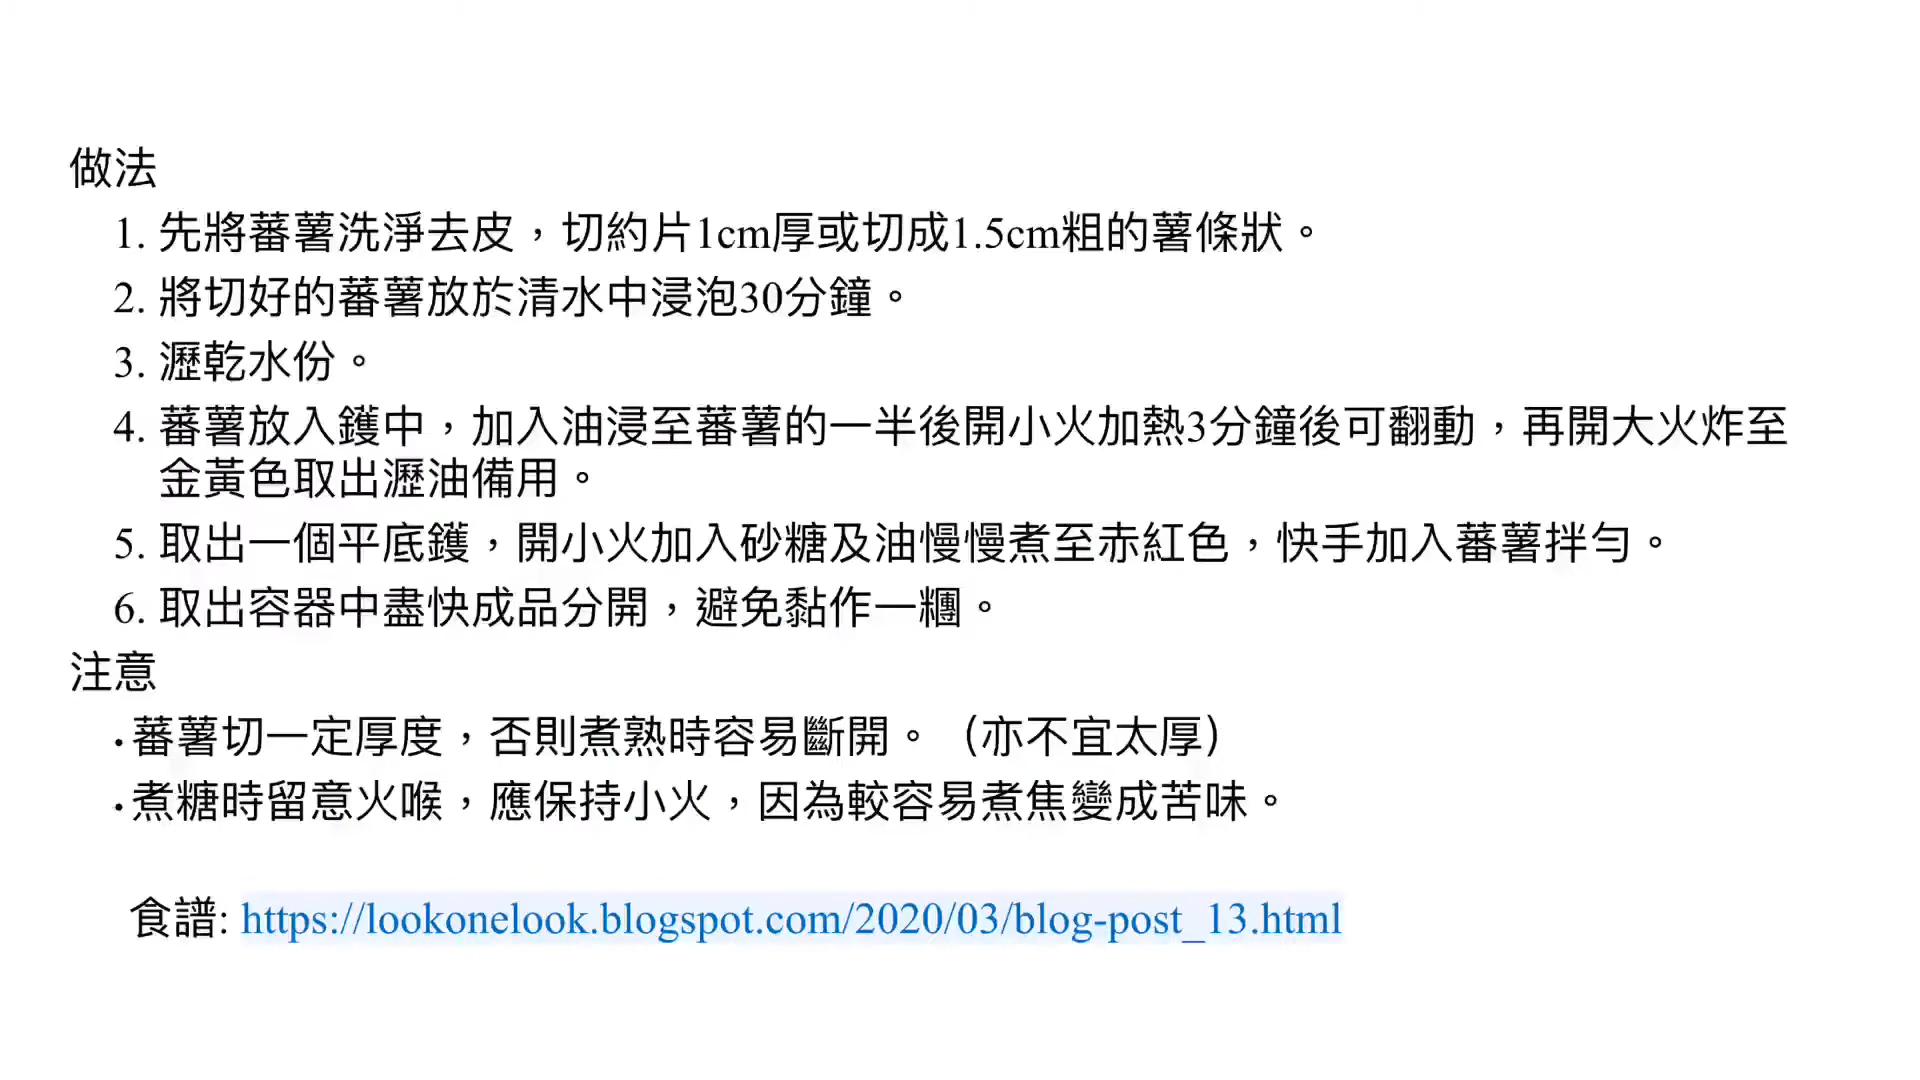 做法
1. 先將蕃薯洗淨去皮，切約片1cm厚或切成1.5cm粗的薯條狀。
2. 將切好的蕃薯放於清水中浸泡30分鐘。
3. 瀝乾水份。
4. 蕃薯放入鑊中，加入油浸至蕃薯的一半後開小火加熱3分鐘後可翻動，再開大火炸至
金黃色取出瀝油備用。
5. 取出一個平底鑊，開小火加入砂糖及油慢慢煮至赤紅色，快手加入蕃薯拌勻。
6. 取出容器中盡快成品分開，避免黏作一糰。
注意
•蕃薯切一定厚度，否則煮熟時容易斷開。（亦不宜太厚）
•煮糖時留意火喉，應保持小火，因為較容易煮焦變成苦味。
食譜: https://lookonelook.blogspot.com/2020/03/blog-post_13.html